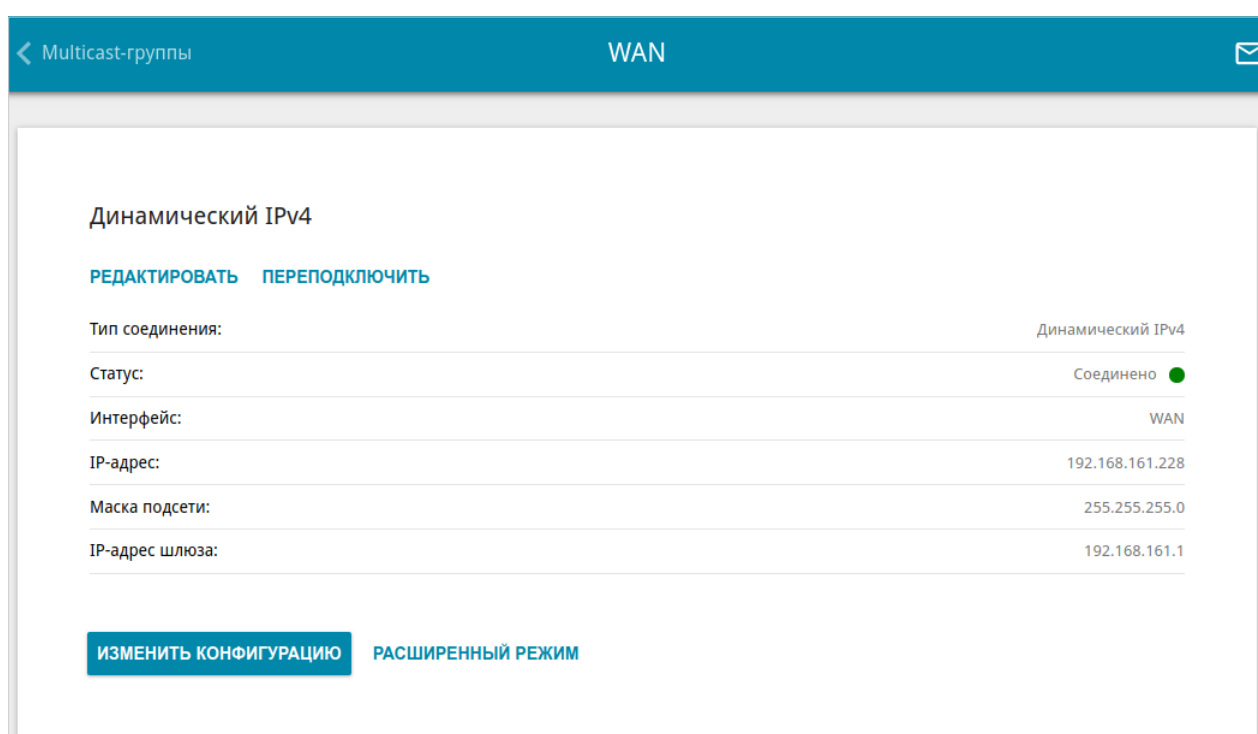 Multicast-группы
WAN
Динамический IPv4
РЕДАКТИРОВАТЬ ПЕРЕПОДКЛЮЧИТЬ
Тип соединения: Динамический IPv4
Статус: Соединено
Интерфейс: WAN
IP-адрес: 192.168.161.228
Маска подсети: 255.255.255.0
IP-адрес шлюза: 192.168.161.1
ИЗМЕНИТЬ КОНФИГУРАЦИЮ РАСШИРЕННЫЙ РЕЖИМ